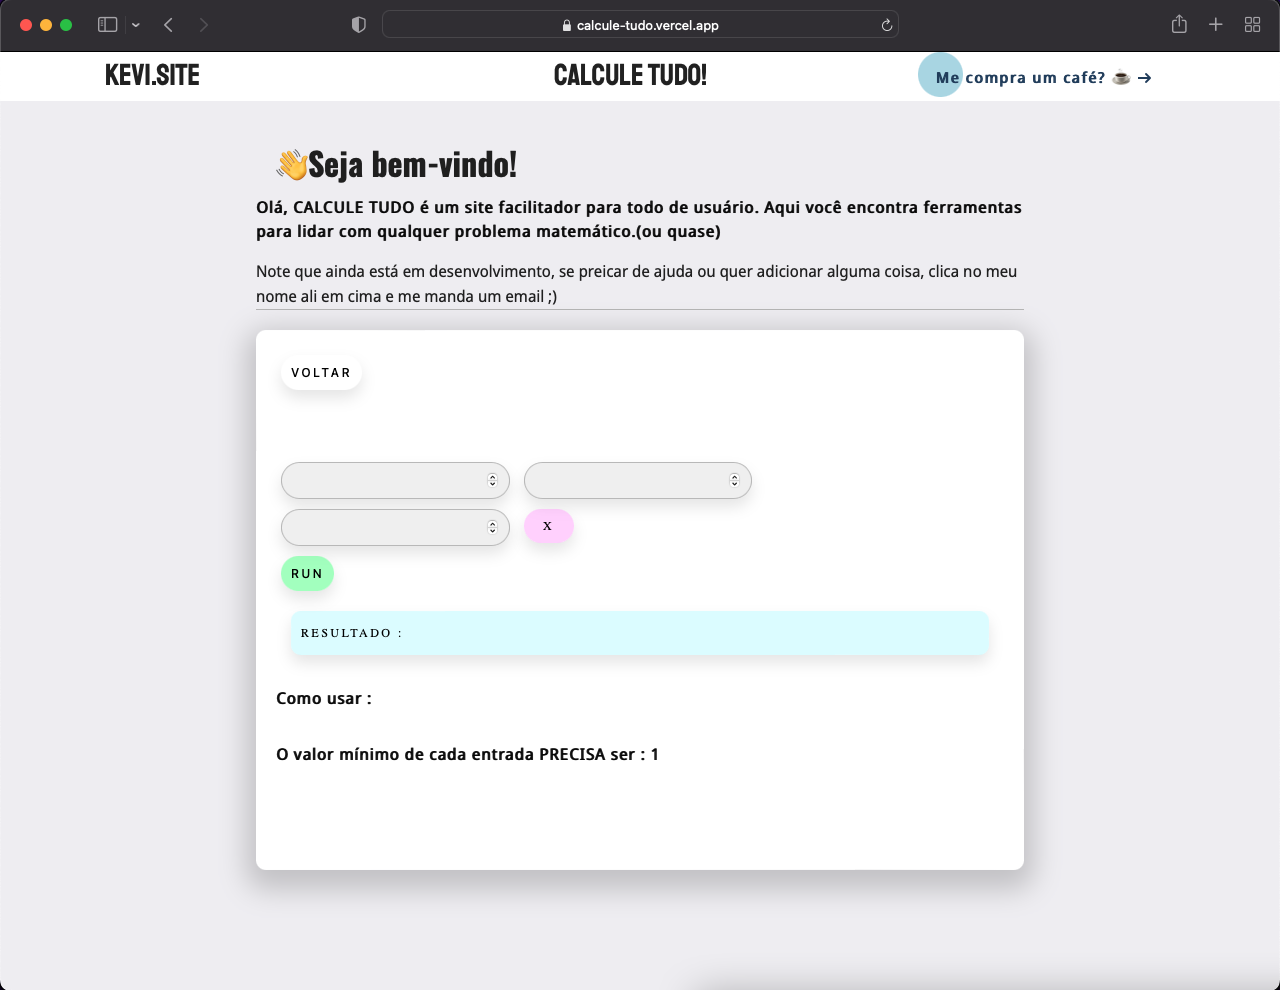 calcule-tudo.vercel.app
KEVI.SITE
CALCULE TUDO!
Me compra um café? ☕ →
👋Seja bem-vindo!
Olá, CALCULE TUDO é um site facilitador para todo de usuário. Aqui você encontra ferramentas
para lidar com qualquer problema matemático.(ou quase)
Note que ainda está em desenvolvimento, se preicar de ajuda ou quer adicionar alguma coisa, clica no meu
nome ali em cima e me manda um email ;)
VOLTAR
X
RUN
RESULTADO :
Como usar :
O valor mínimo de cada entrada PRECISA ser : 1